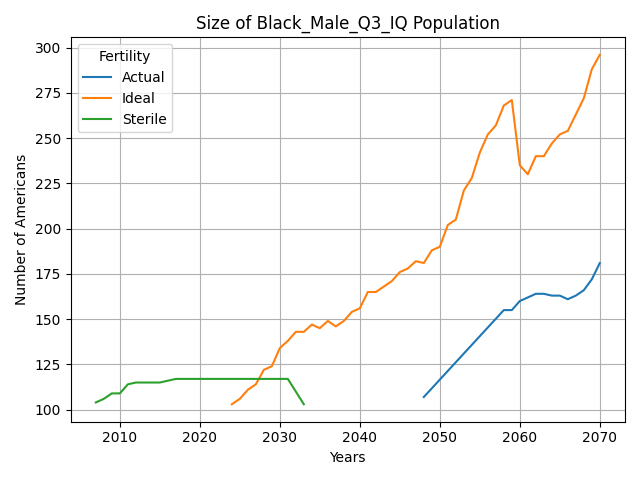 Size of Black_Male_Q3_IQ Population
Fertility
Actual
Ideal
Sterile
Number of Americans
300
275
250
225
200
175
150
125
100
2010 2020 2030 2040 2050 2060 2070
Years